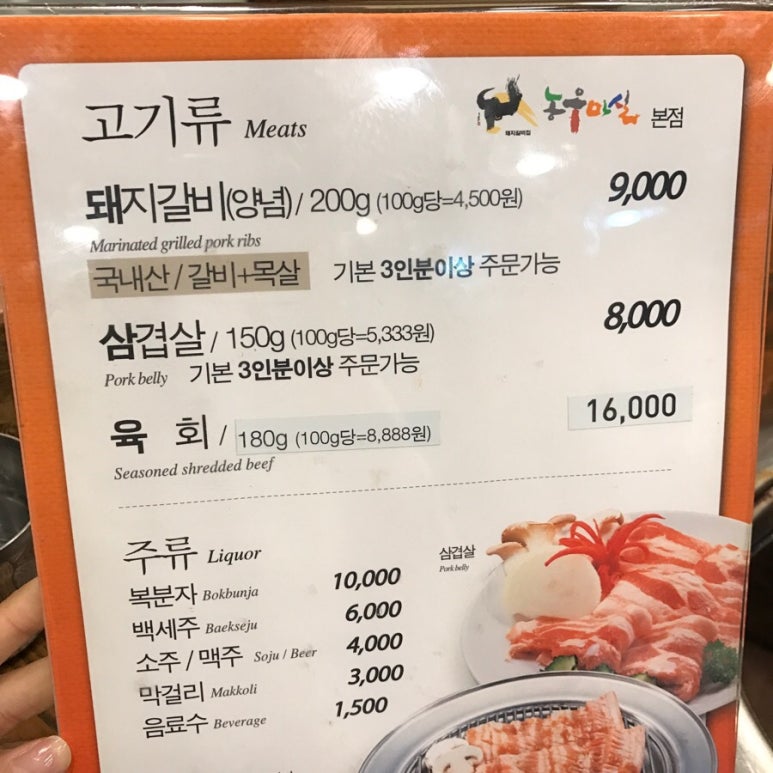 고기류 Meats
돼지갈비집
농우마실 본점
돼지갈비(양념) / 200g (100g당=4,500원) 9,000
Marinated grilled pork ribs
국내산 / 갈비+목살 기본 3인분이상 주문가능
삼겹살 / 150g (100g당=5,333원) 8,000
Pork belly 기본 3인분이상 주문가능
육 회 / 180g (100g당=8,888원) 16,000
Seasoned shredded beef
주류 Liquor
복분자 Bokbunja 10,000
백세주 Baekseju 6,000
소주 / 맥주 Soju / Beer 4,000
막걸리 Makkoli 3,000
음료수 Beverage 1,500
삼겹살
Pork belly